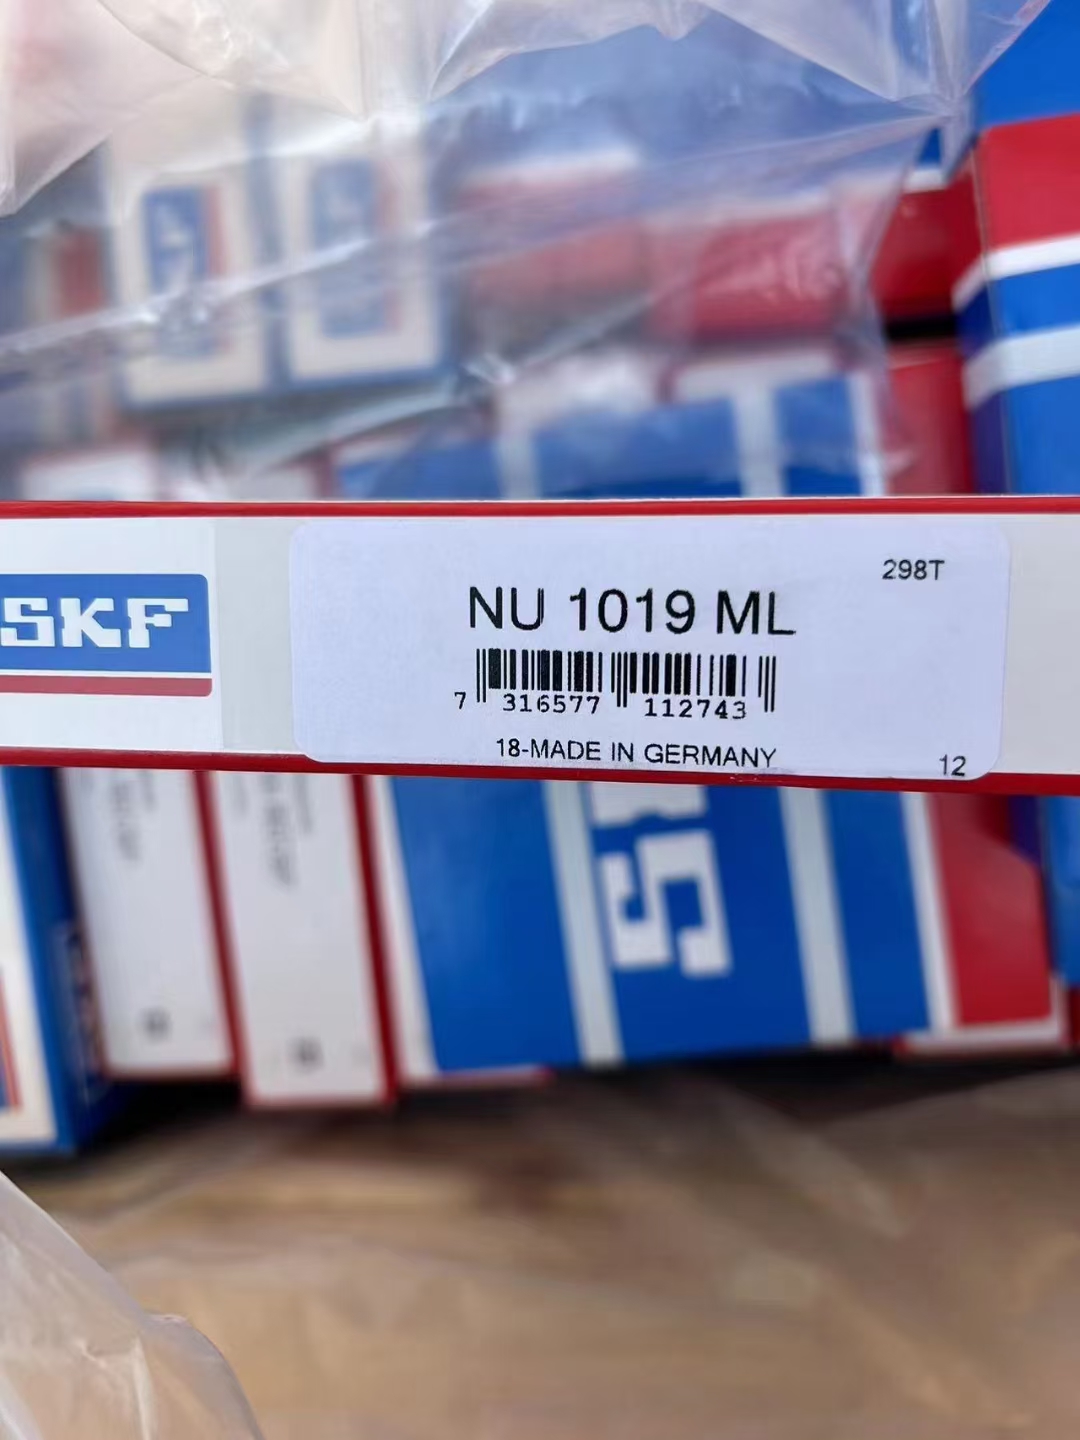 298T
SKF
NU 1019 ML
7 316577 112743
18-MADE IN GERMANY
12